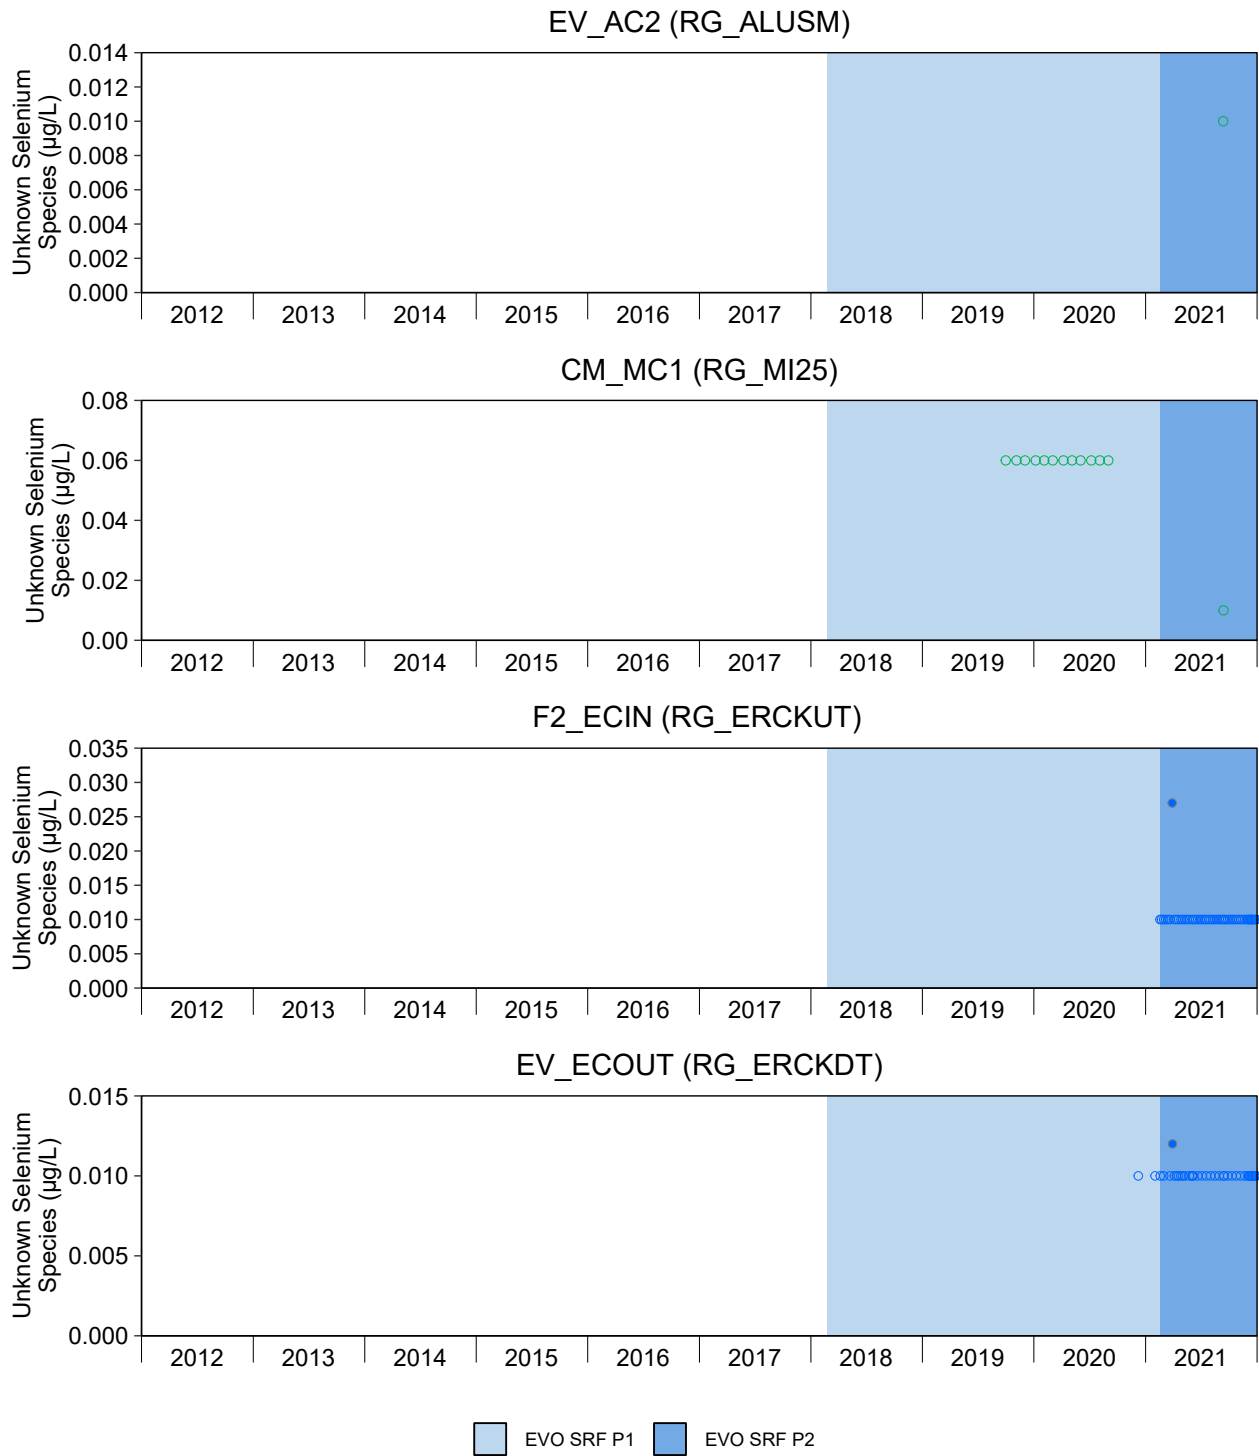 EV_AC2 (RG_ALUSM)
Unknown Selenium
Species (µg/L)
0.014
0.012
0.010
0.008
0.006
0.004
0.002
0.000
2012 2013 2014 2015 2016 2017 2018 2019 2020 2021
CM_MC1 (RG_MI25)
Unknown Selenium
Species (µg/L)
0.08
0.06
0.04
0.02
0.00
2012 2013 2014 2015 2016 2017 2018 2019 2020 2021
F2_ECIN (RG_ERCKUT)
Unknown Selenium
Species (µg/L)
0.035
0.030
0.025
0.020
0.015
0.010
0.005
0.000
2012 2013 2014 2015 2016 2017 2018 2019 2020 2021
EV_ECOUT (RG_ERCKDT)
Unknown Selenium
Species (µg/L)
0.015
0.010
0.005
0.000
2012 2013 2014 2015 2016 2017 2018 2019 2020 2021
EVO SRF P1 EVO SRF P2